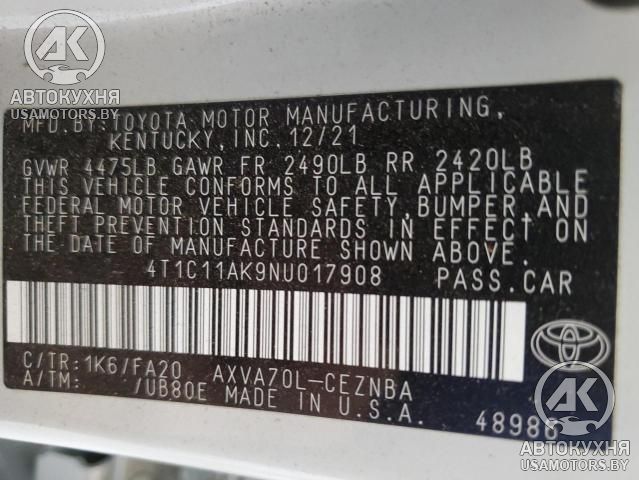 АК
АВТОКУХНЯ
USAMOTORS.BY
MFD.BY:TOYOTA MOTOR MANUFACTURING,
KENTUCKY,INC.12/21
GVWR 4475LB GAWR FR 2490LB RR 2420LB
THIS VEHICLE CONFORMS TO ALL APPLICABLE
FEDERAL MOTOR VEHICLE SAFETY,BUMPER,AND
THEFT PREVENTION STANDARDS IN EFFECT ON
THE DATE OF MANUFACTURE SHOWN ABOVE.
4T1C11AK9NU017908 PASS.CAR
C/TR:1K6/FA20 AXVA70L-CEZNBA
A/TM: /UB80E MADE IN U.S.A.
АК
АВТОКУХНЯ
USAMOTORS.BY